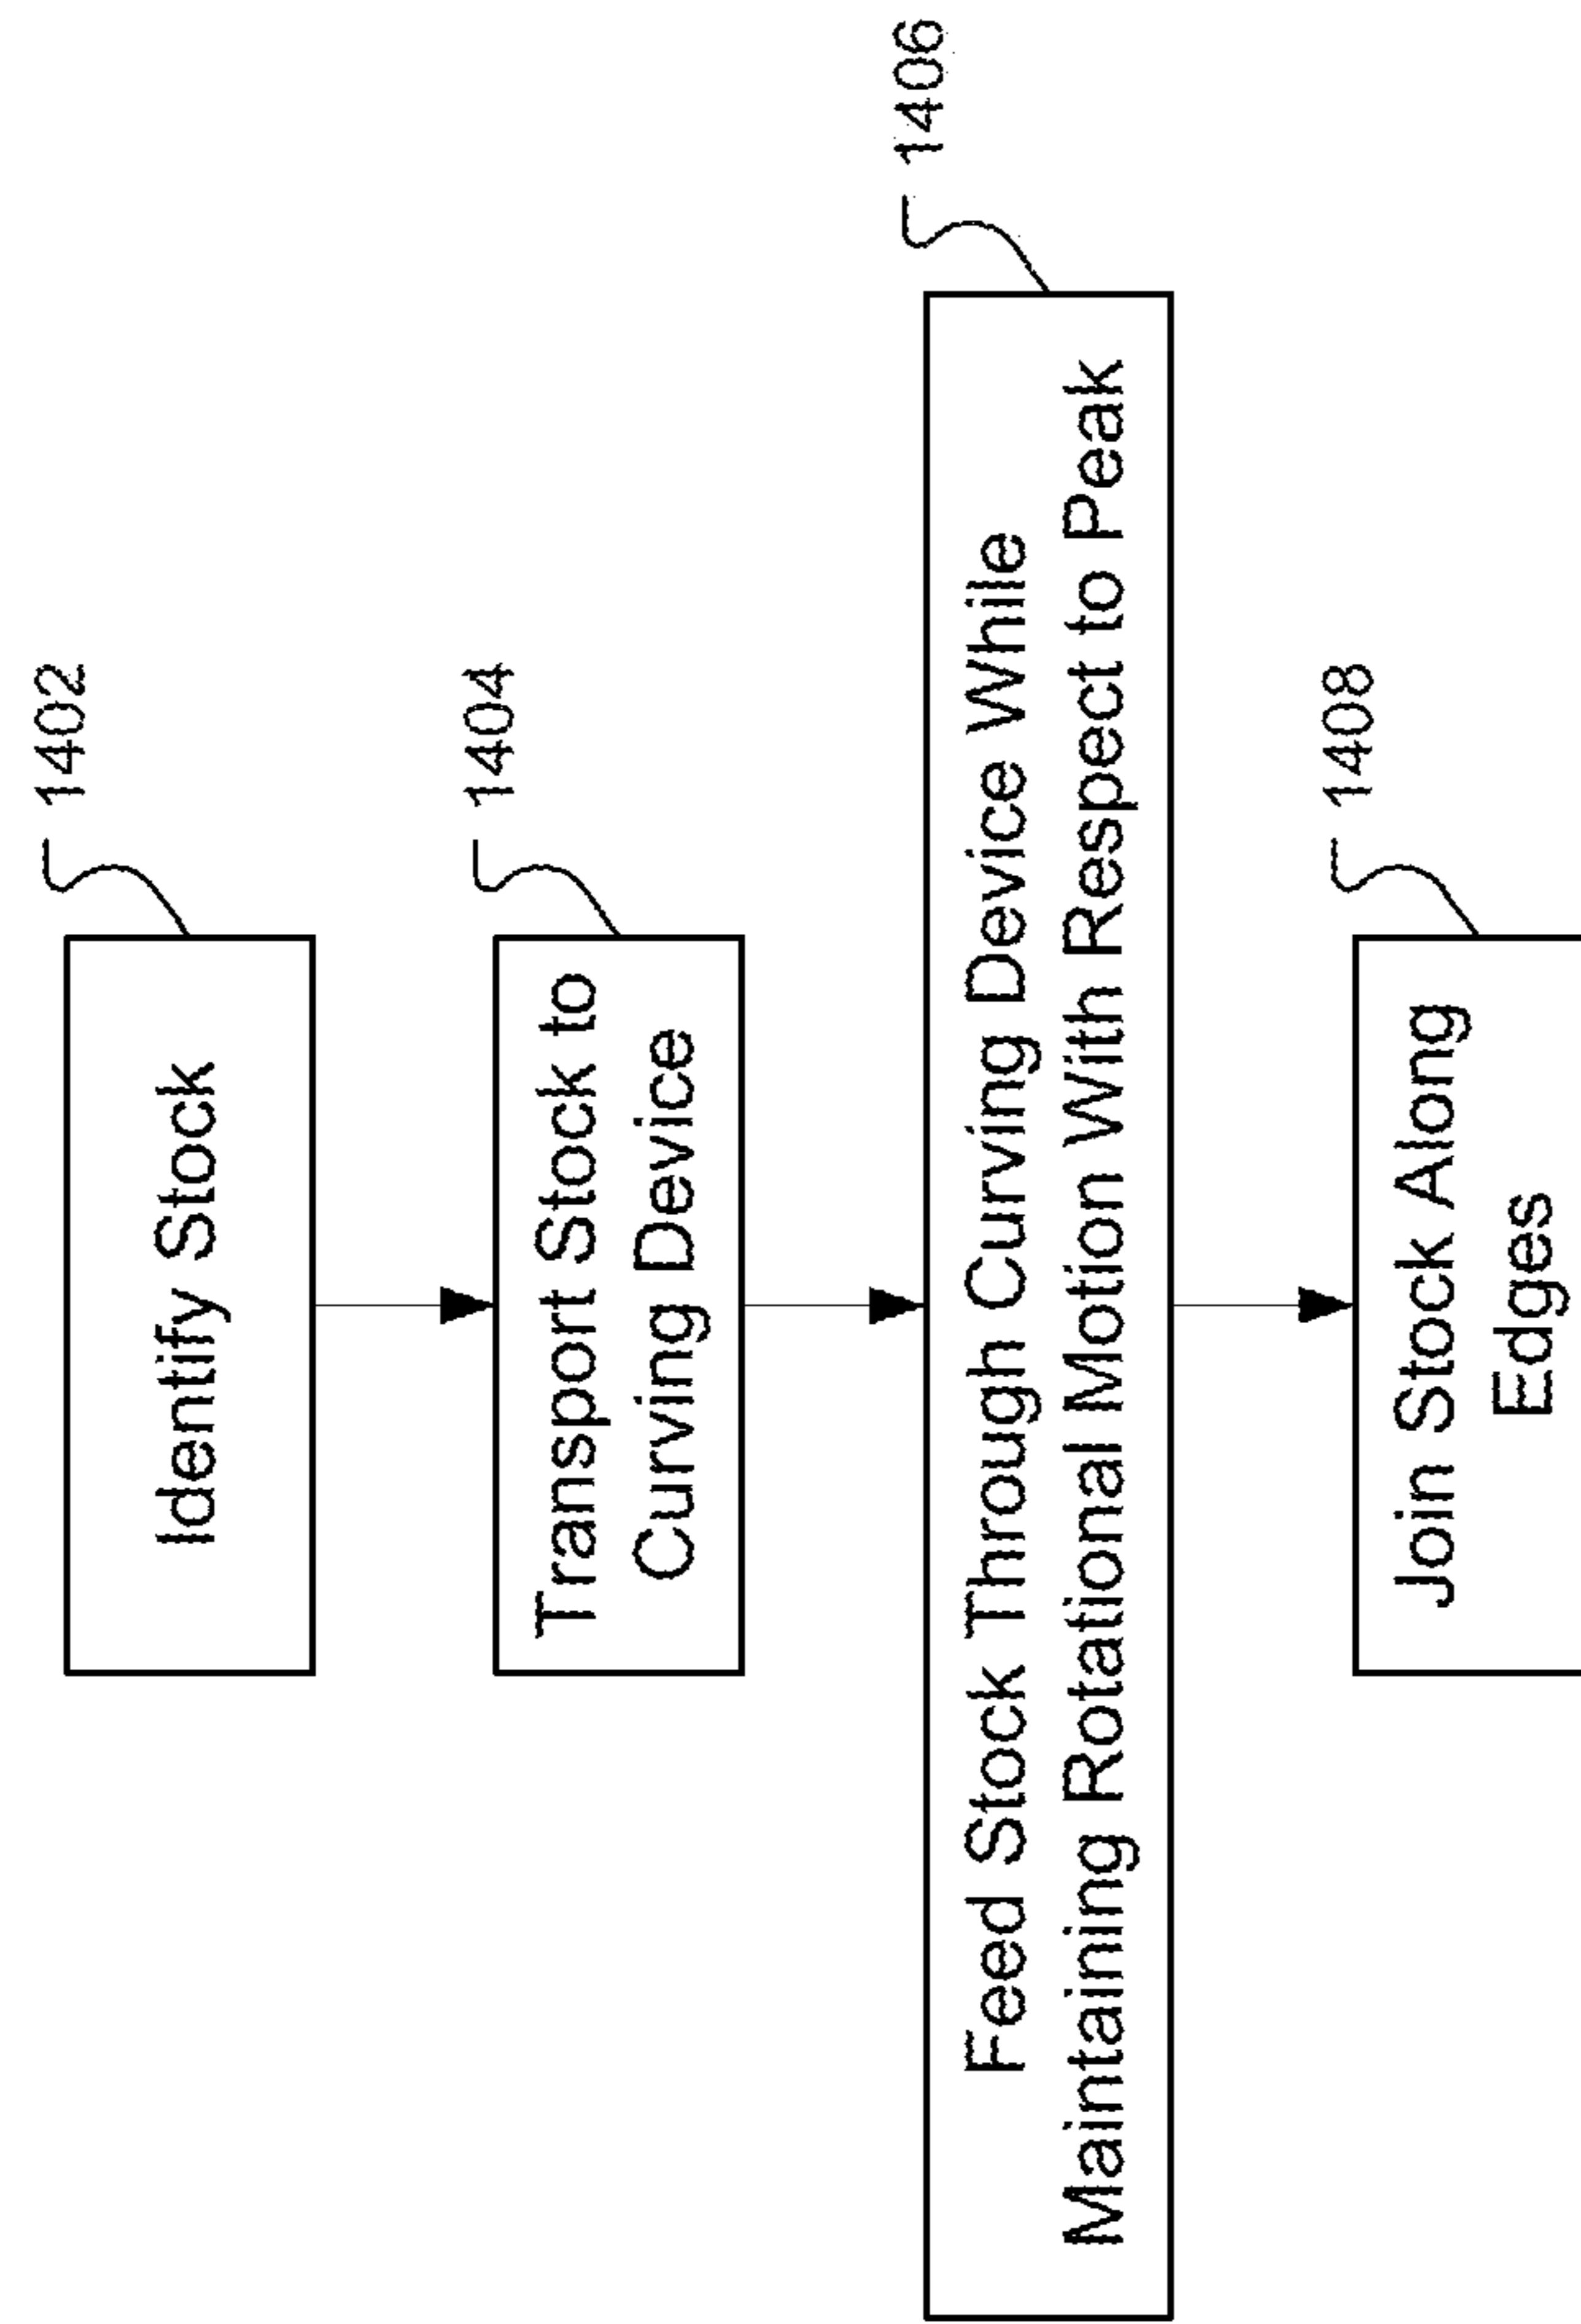 1402
Identify Stock
1404
Transport Stock to
Curving Device
1406
Feed Stock Through Curving Device While
Maintaining Rotational Motion With Respect to Peak
1408
Join Stock Along
Edges